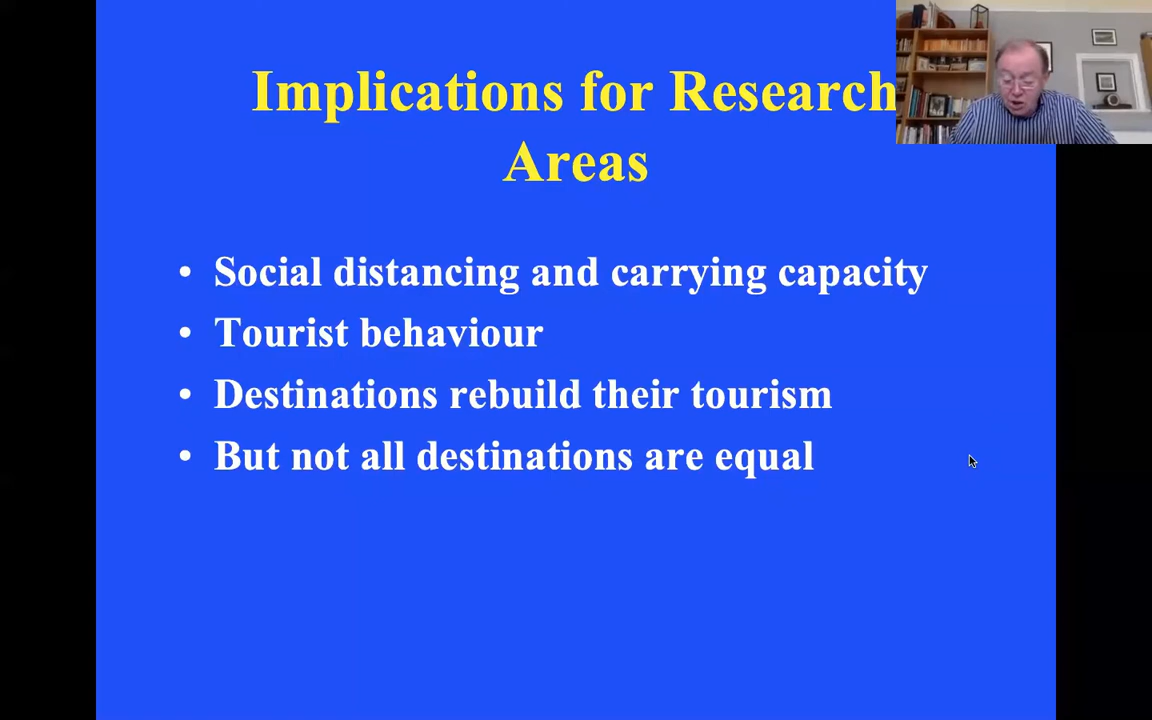 Implications for Research
Areas
• Social distancing and carrying capacity
• Tourist behaviour
• Destinations rebuild their tourism
• But not all destinations are equal